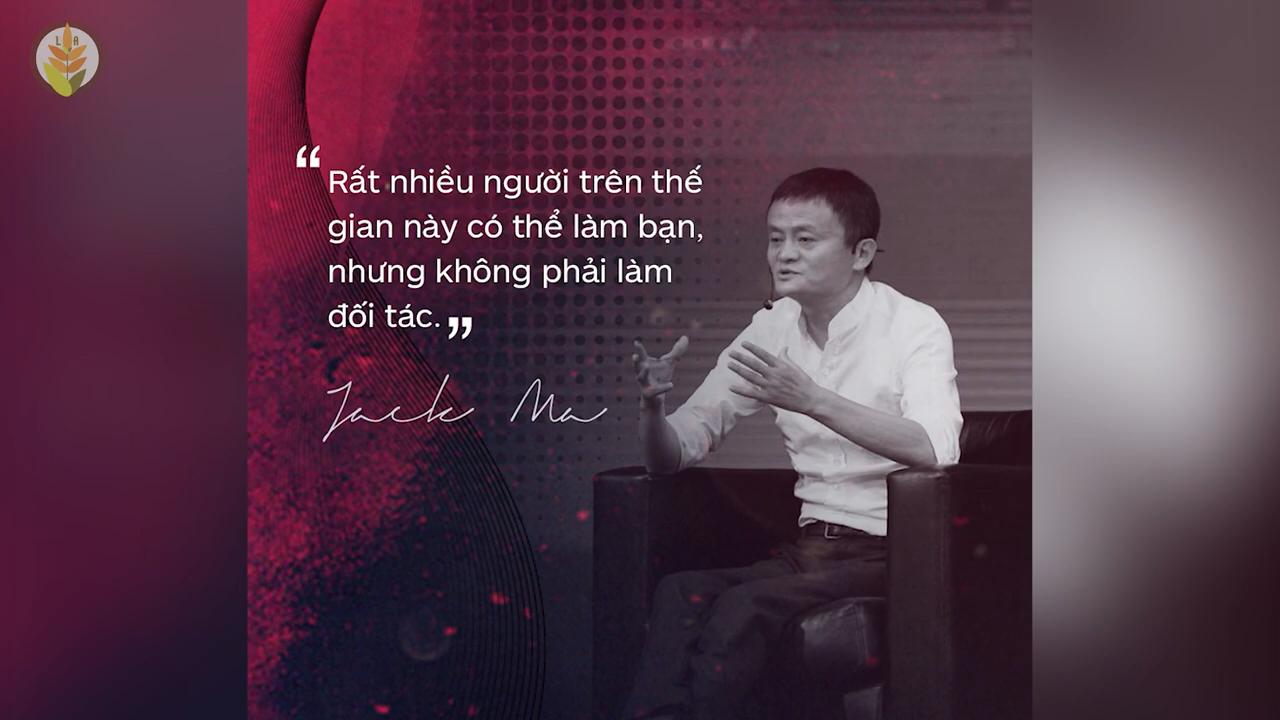 L A
“Rất nhiều người trên thế
gian này có thể làm bạn,
nhưng không phải làm
đối tác.”
Jack Ma